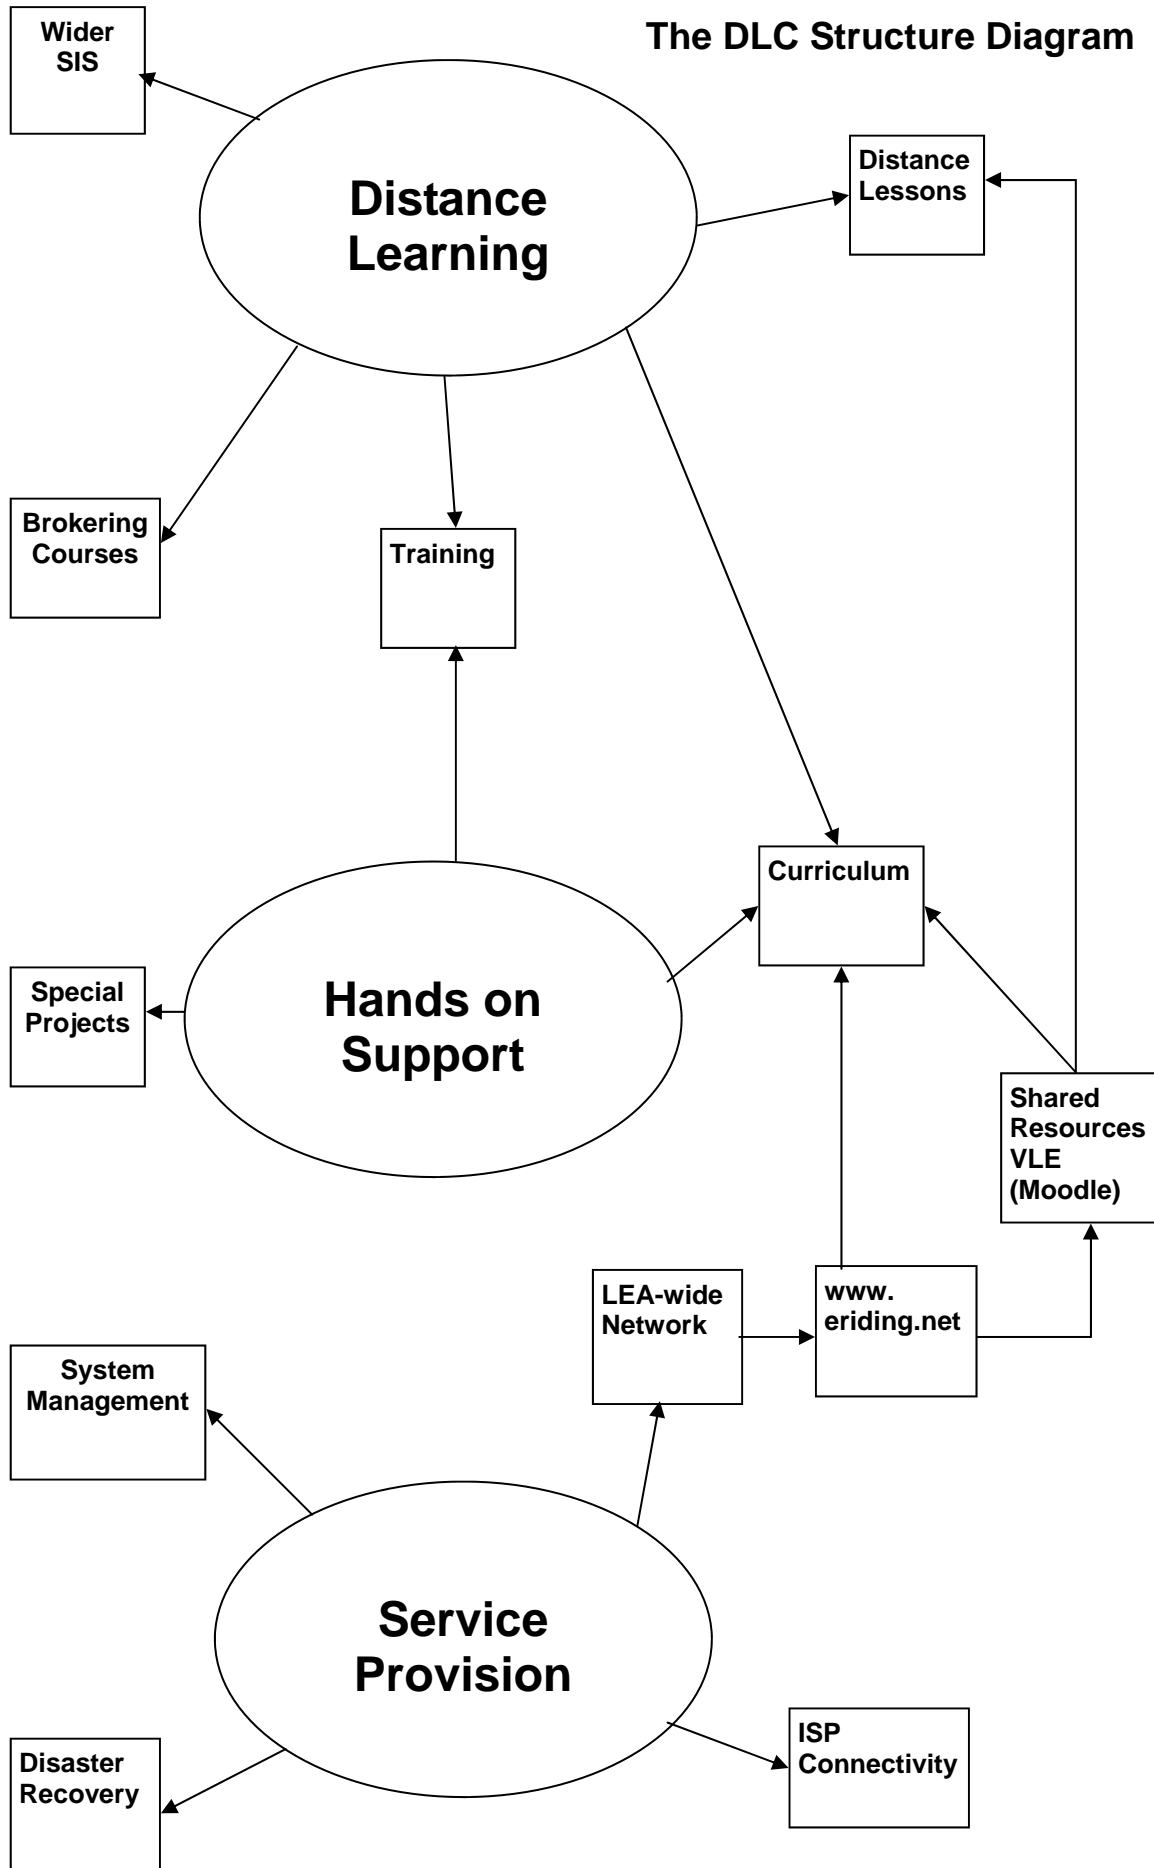 The DLC Structure Diagram
Wider
SIS
Distance
Learning
Distance
Lessons
Brokering
Courses
Training
Curriculum
Special
Projects
Hands on
Support
Shared
Resources
VLE
(Moodle)
LEA-wide
Network
www.
eriding.net
System
Management
Service
Provision
ISP
Connectivity
Disaster
Recovery